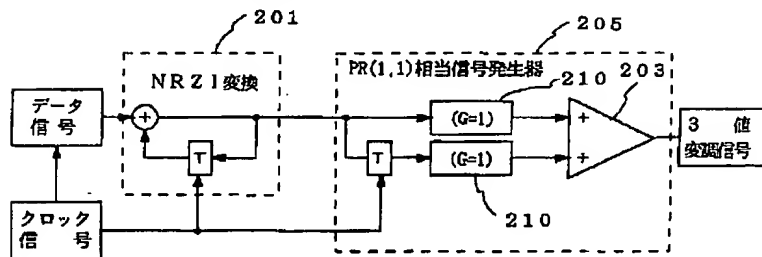 201
205
NRZI変換
PR(1,1)相当信号発生器
210
203
データ
信号
+
(G=1)
+
3 値
変調信号
T
T
(G=1)
+
クロック
信 号
210